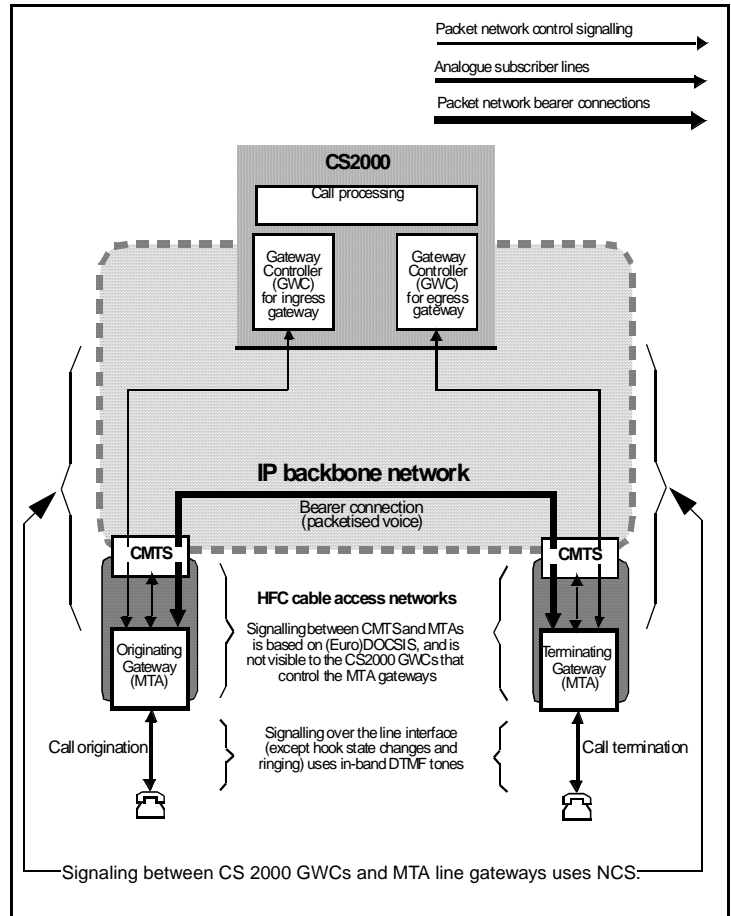 Packet network control signalling
Analogue subscriber lines
Packet network bearer connections
CS2000
Call processing
Gateway
Controller
(GWC)
for ingress
gateway
Gateway
Controller
(GWC)
for egress
gateway
IP backbone network
Bearer connection
(packetised voice)
CMTS
CMTS
HFC cable access networks
Signalling between CMTS and MTAs
is based on (Euro)DOCSIS, and is
not visible to the CS2000 GWCs that
control the MTA gateways
Originating
Gateway
(MTA)
Terminating
Gateway
(MTA)
Call origination
Signalling over the line interface
(except hook state changes and
ringing) uses in-band DTMF tones
Call termination
Signaling between CS 2000 GWCs and MTA line gateways uses NCS.